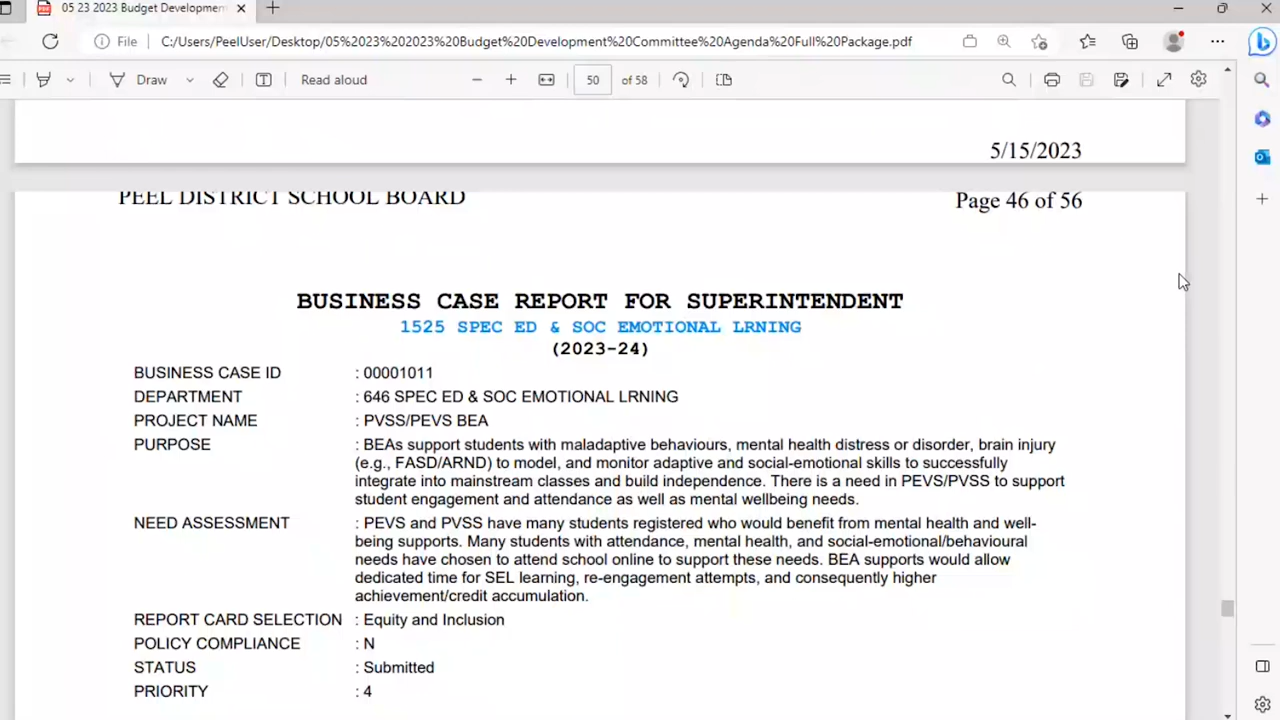 05 23 2023 Budget Developmen
File C:/Users/PeelUser/Desktop/05%2023%202023%20Budget%20Development%20Committee%20Agenda%20Full%20Package.pdf
Draw Read aloud 50 of 58
5/15/2023
PEEL DISTRICT SCHOOL BOARD Page 46 of 56
BUSINESS CASE REPORT FOR SUPERINTENDENT
1525 SPEC ED & SOC EMOTIONAL LRNING
(2023-24)
BUSINESS CASE ID : 00001011
DEPARTMENT : 646 SPEC ED & SOC EMOTIONAL LRNING
PROJECT NAME : PVSS/PEVS BEA
PURPOSE : BEAs support students with maladaptive behaviours, mental health distress or disorder, brain injury
(e.g., FASD/ARND) to model, and monitor adaptive and social-emotional skills to successfully
integrate into mainstream classes and build independence. There is a need in PEVS/PVSS to support
student engagement and attendance as well as mental wellbeing needs.
NEED ASSESSMENT : PEVS and PVSS have many students registered who would benefit from mental health and well-
being supports. Many students with attendance, mental health, and social-emotional/behavioural
needs have chosen to attend school online to support these needs. BEA supports would allow
dedicated time for SEL learning, re-engagement attempts, and consequently higher
achievement/credit accumulation.
REPORT CARD SELECTION : Equity and Inclusion
POLICY COMPLIANCE : N
STATUS : Submitted
PRIORITY : 4